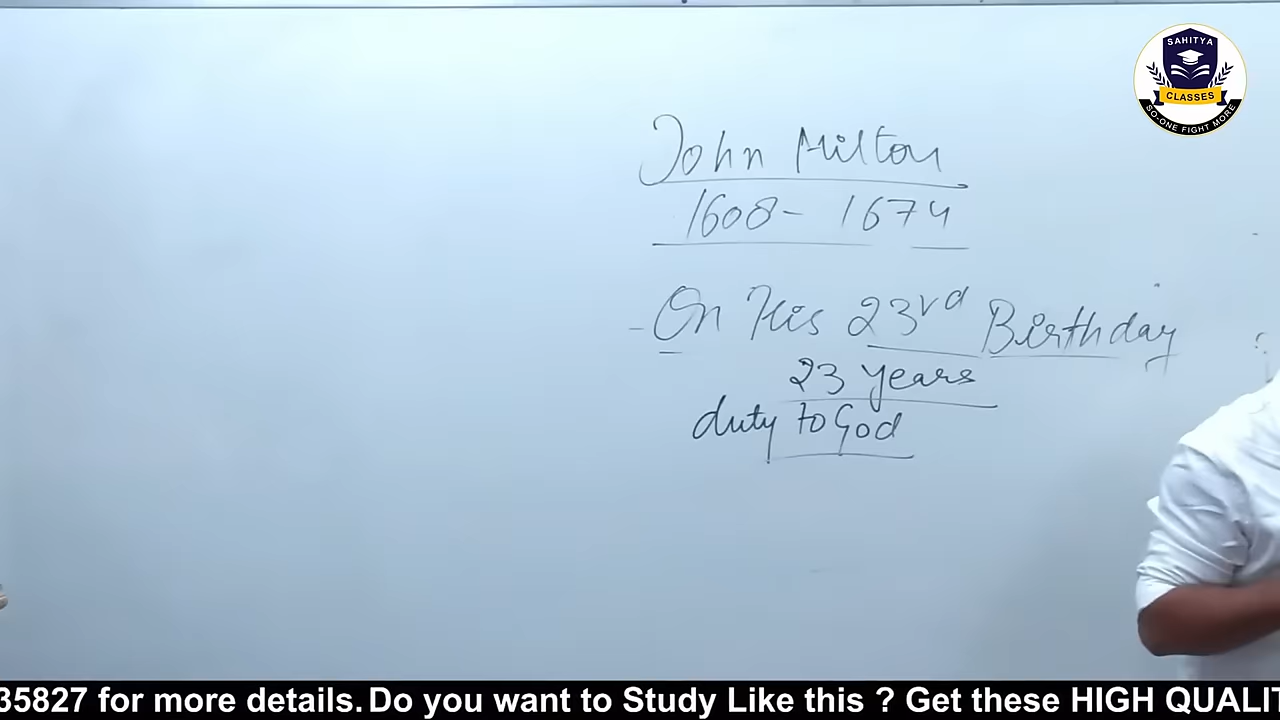 SAHITYA
CLASSES
SO-ONE FIGHT MORE
John Milton
1608- 1674
- On His 23rd Birthday
23 years
duty to God
35827 for more details. Do you want to Study Like this ? Get these HIGH QUALIT